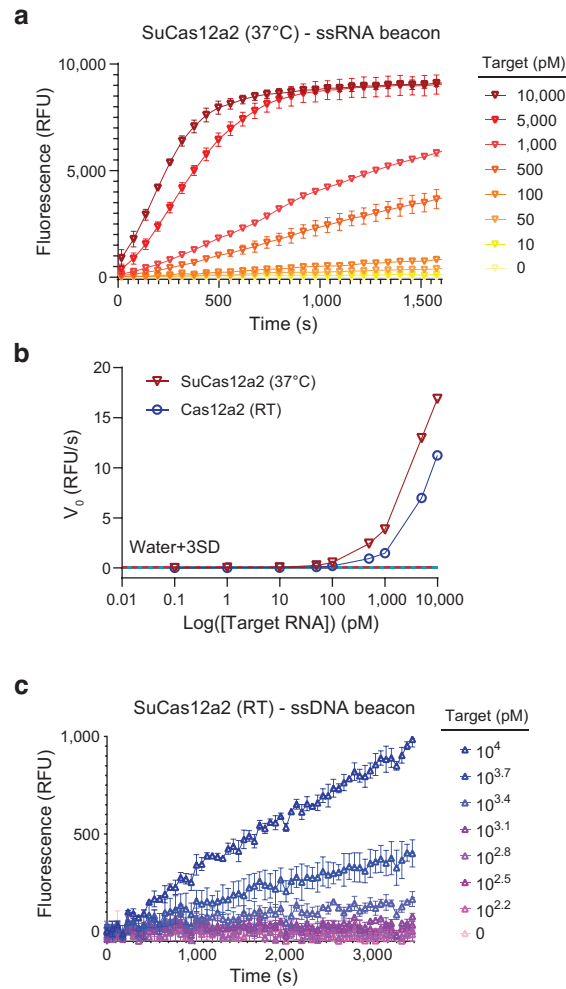 a
SuCas12a2 (37°C) - ssRNA beacon
Fluorescence (RFU)
10,000
5,000
0
0
500
1,000
1,500
Time (s)
Target (pM)
10,000
5,000
1,000
500
100
50
10
0
b
V0 (RFU/s)
20
15
10
5
0
SuCas12a2 (37°C)
Cas12a2 (RT)
Water+3SD
0.01
0.1
1
10
100
1,000
10,000
Log([Target RNA]) (pM)
c
SuCas12a2 (RT) - ssDNA beacon
Fluorescence (RFU)
1,000
500
0
0
1,000
2,000
3,000
Time (s)
Target (pM)
10^4
10^3.7
10^3.4
10^3.1
10^2.8
10^2.5
10^2.2
0